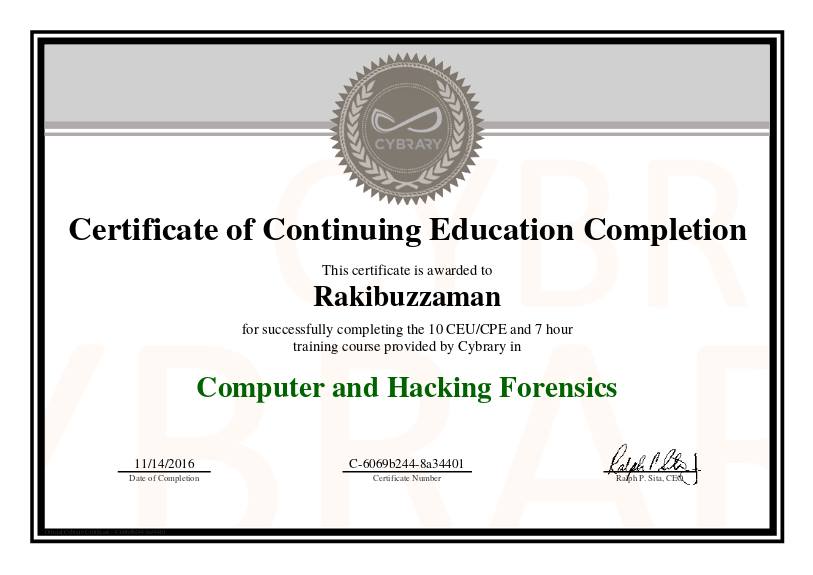 CYBRARY
Certificate of Continuing Education Completion
This certificate is awarded to
Rakibuzzaman
for successfully completing the 10 CEU/CPE and 7 hour
training course provided by Cybrary in
Computer and Hacking Forensics
11/14/2016
Date of Completion
C-6069b244-8a34401
Certificate Number
Ralph P. Sita, CEO